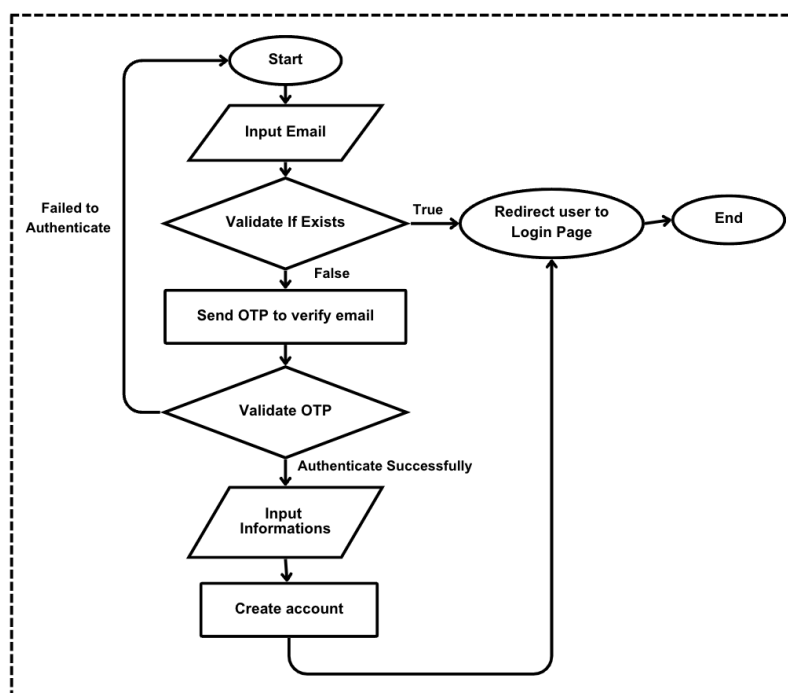 Start
Input Email
Failed to
Authenticate
Validate If Exists
True
Redirect user to
Login Page
End
False
Send OTP to verify email
Validate OTP
Authenticate Successfully
Input
Informations
Create account